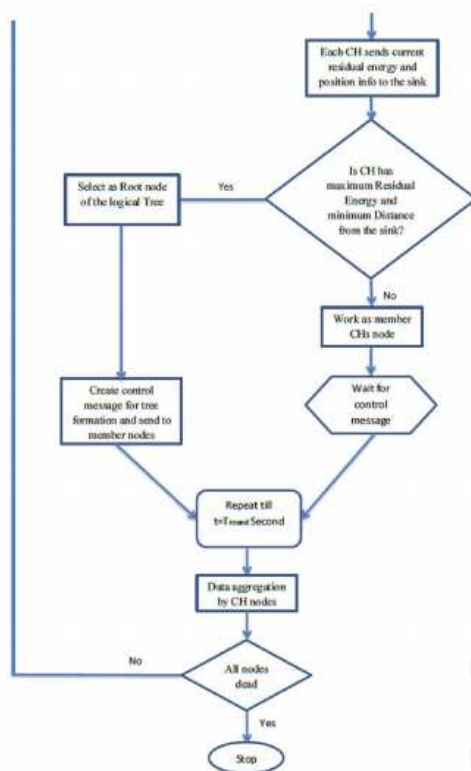 Each CH sends current
residual energy and
position info to the sink
Is CH has
maximum Residual
Energy and
minimum Distance
from the sink?
Yes
Select as Root node
of the logical Tree
No
Work as member
CHs node
Wait for
control
message
Create control
message for tree
formation and send to
member nodes
Repeat till
t=Tround Second
Data aggregation
by CH nodes
All nodes
dead
No
Yes
Stop